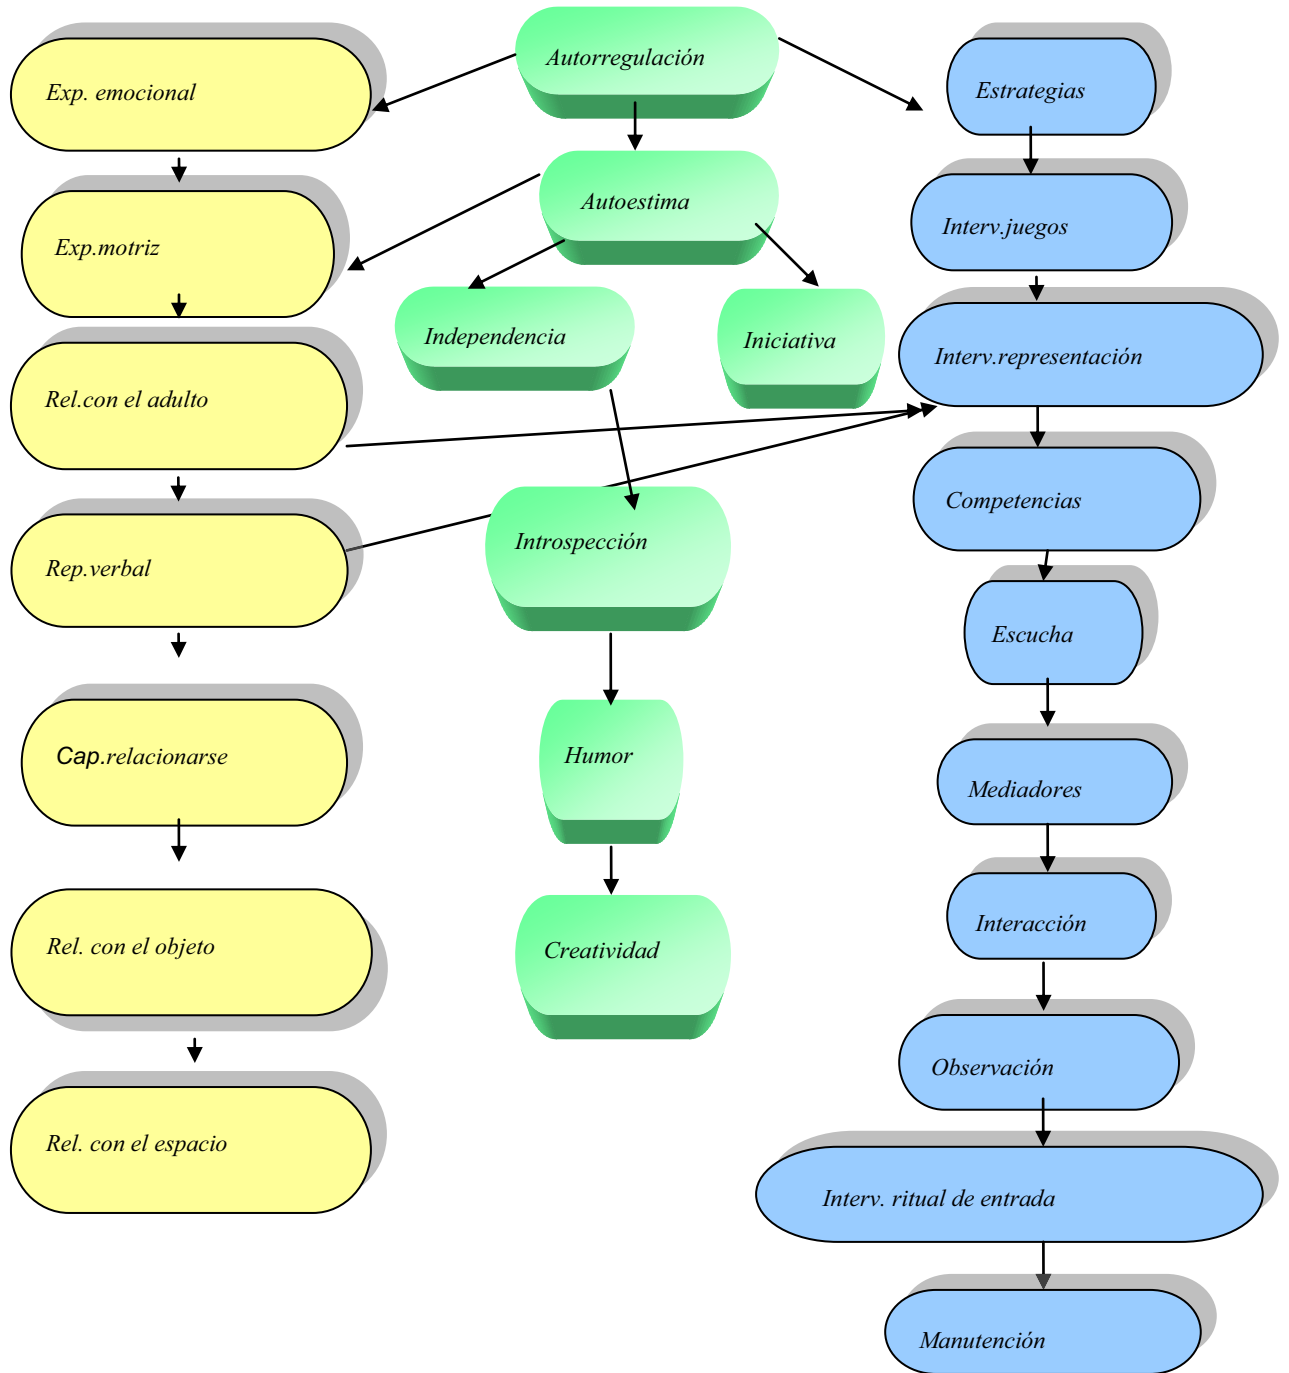 Exp. emocional
Autorregulación
Estrategias
Exp.motriz
Autoestima
Interv.juegos
Independencia
Iniciativa
Interv.representación
Rel.con el adulto
Competencias
Rep.verbal
Introspección
Escucha
Cap.relacionarse
Humor
Mediadores
Rel. con el objeto
Creatividad
Interacción
Observación
Rel. con el espacio
Interv. ritual de entrada
Manutención